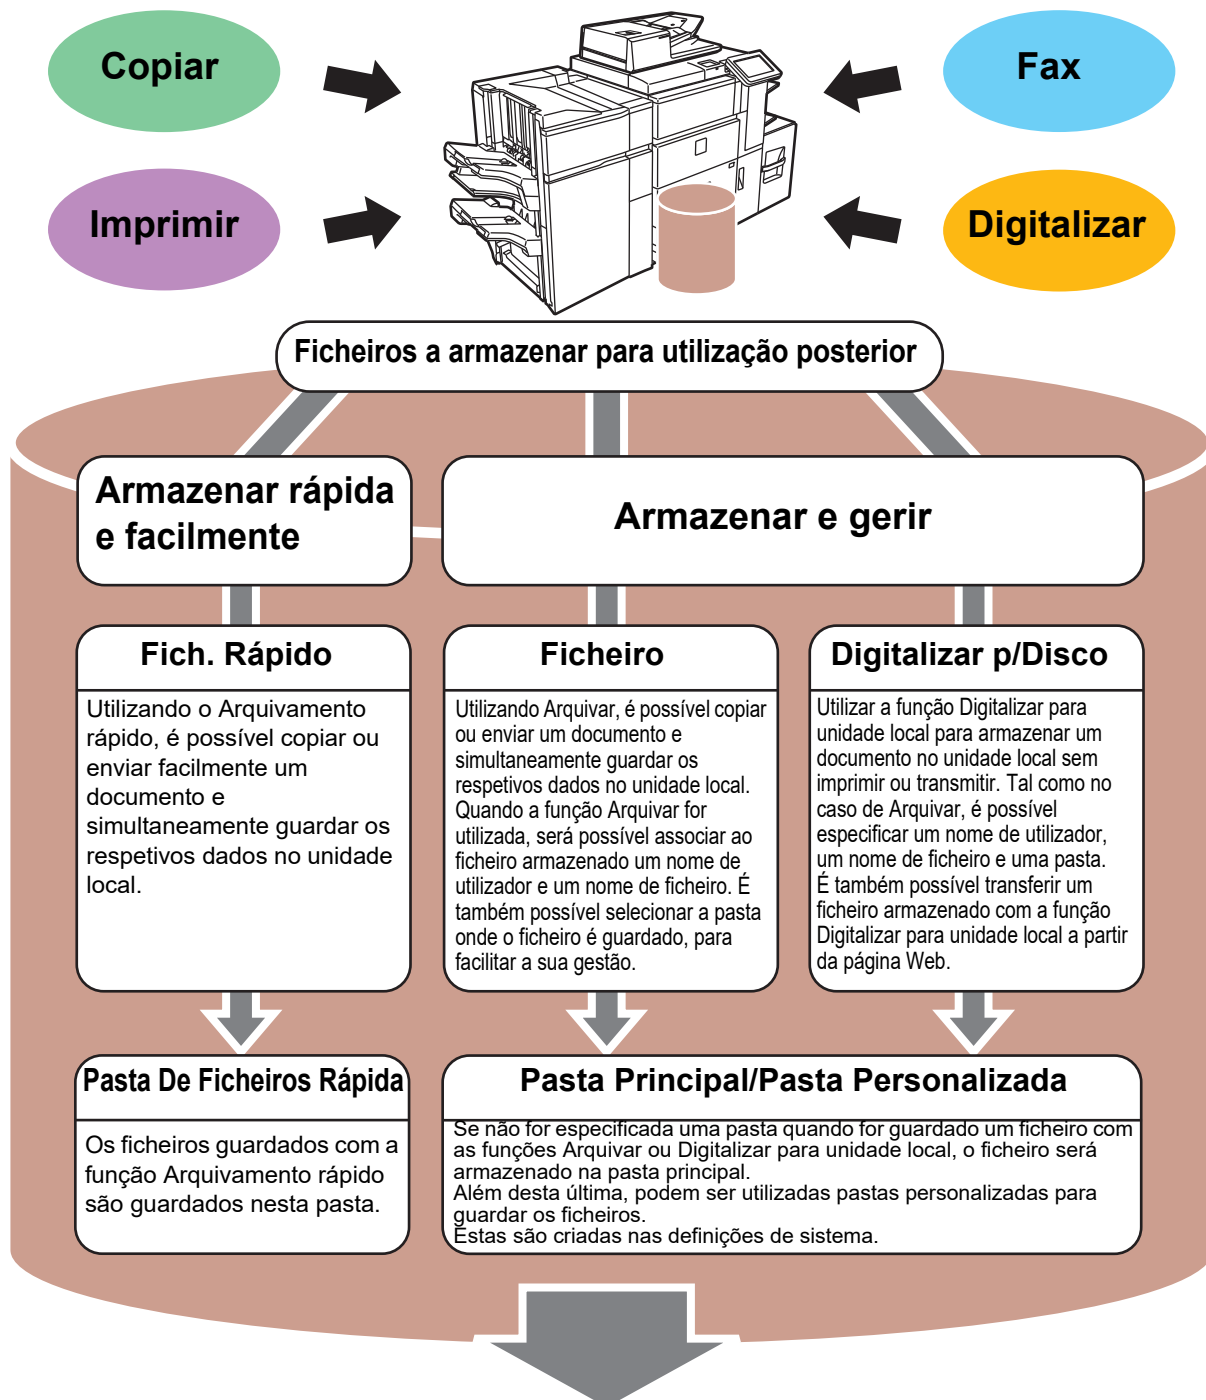 Copiar
Fax
Imprimir
Digitalizar
Ficheiros a armazenar para utilização posterior
Armazenar rápida
e facilmente
Armazenar e gerir
Fich. Rápido
Utilizando o Arquivamento
rápido, é possível copiar ou
enviar facilmente um
documento e
simultaneamente guardar os
respetivos dados no unidade
local.
Ficheiro
Utilizando Arquivar, é possível copiar
ou enviar um documento e
simultaneamente guardar os
respetivos dados no unidade local.
Quando a função Arquivar for
utilizada, será possível associar ao
ficheiro armazenado um nome de
utilizador e um nome de ficheiro. É
também possível selecionar a pasta
onde o ficheiro é guardado, para
facilitar a sua gestão.
Digitalizar p/Disco
Utilizar a função Digitalizar para
unidade local para armazenar um
documento no unidade local sem
imprimir ou transmitir. Tal como no
caso de Arquivar, é possível
especificar um nome de utilizador,
um nome de ficheiro e uma pasta.
É também possível transferir um
ficheiro armazenado com a função
Digitalizar para unidade local a partir
da página Web.
Pasta De Ficheiros Rápida
Os ficheiros guardados com a
função Arquivamento rápido
são guardados nesta pasta.
Pasta Principal/Pasta Personalizada
Se não for especificada uma pasta quando for guardado um ficheiro com
as funções Arquivar ou Digitalizar para unidade local, o ficheiro será
armazenado na pasta principal.
Além desta última, podem ser utilizadas pastas personalizadas para
guardar os ficheiros.
Estas são criadas nas definições de sistema.